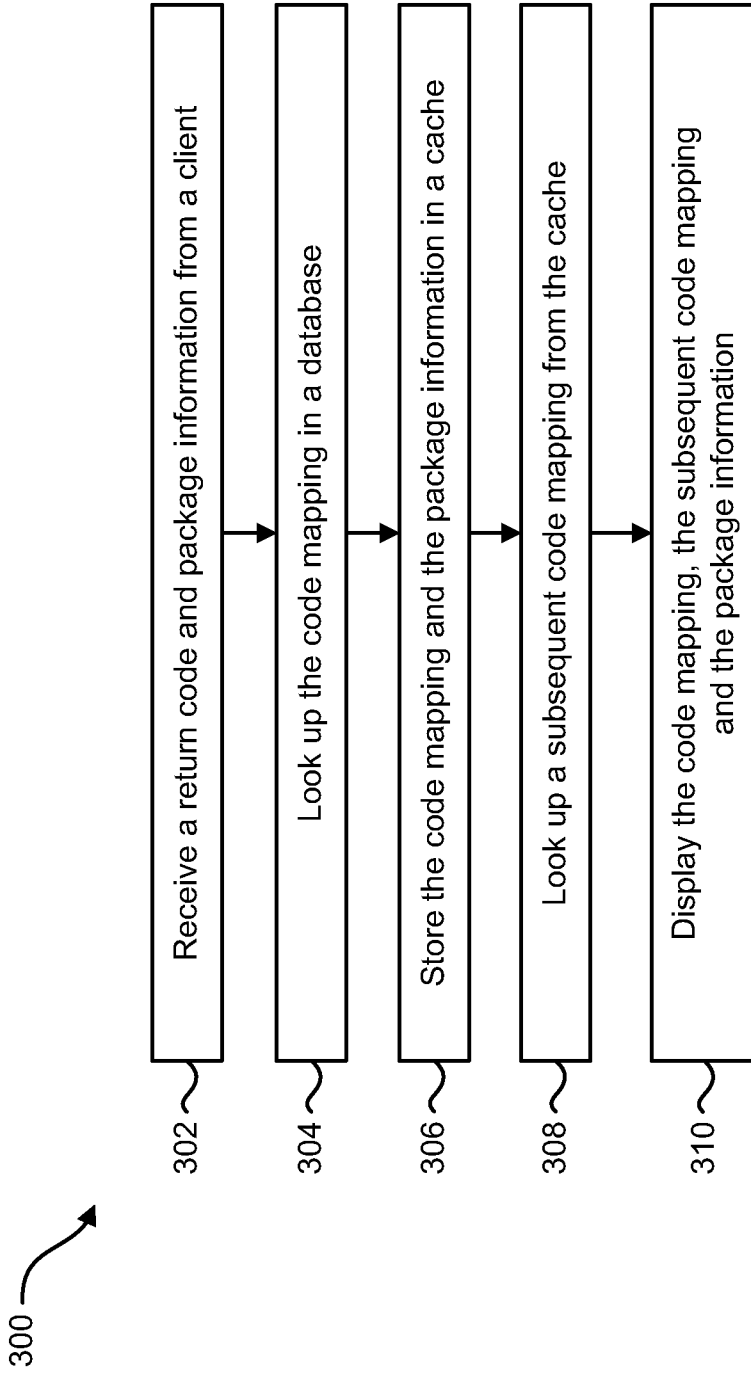 300
302
Receive a return code and package information from a client
304
Look up the code mapping in a database
306
Store the code mapping and the package information in a cache
308
Look up a subsequent code mapping from the cache
310
Display the code mapping, the subsequent code mapping
and the package information